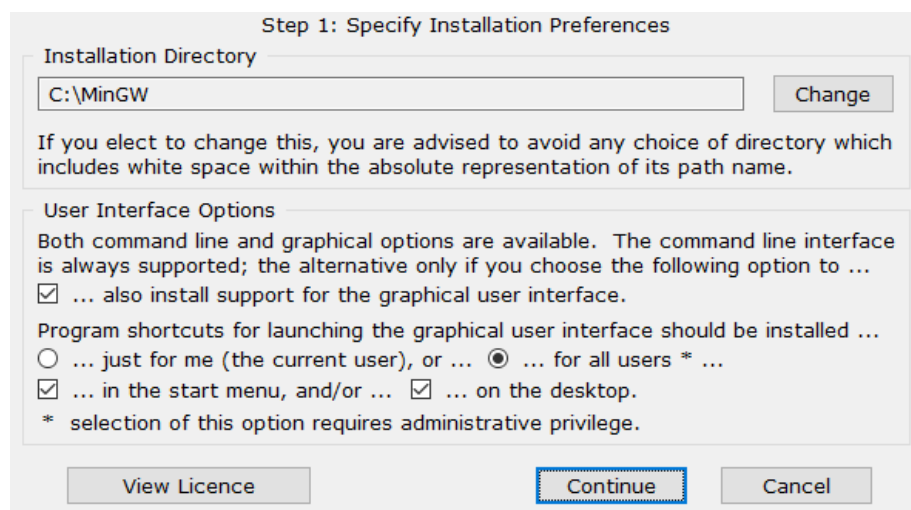 Step 1: Specify Installation Preferences
Installation Directory
C:\MinGW
Change
If you elect to change this, you are advised to avoid any choice of directory which
includes white space within the absolute representation of its path name.
User Interface Options
Both command line and graphical options are available.  The command line interface
is always supported; the alternative only if you choose the following option to ...
... also install support for the graphical user interface.
Program shortcuts for launching the graphical user interface should be installed ...
... just for me (the current user), or ... ... for all users * ...
... in the start menu, and/or ... ... on the desktop.
* selection of this option requires administrative privilege.
View Licence Continue Cancel